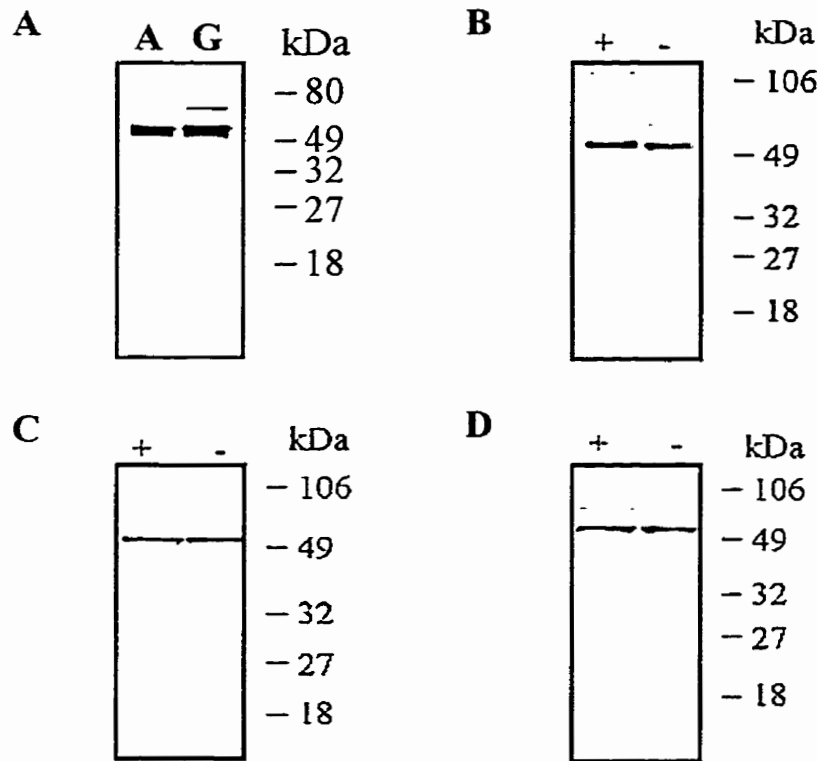 A
A G kDa
– 80
– 49
– 32
– 27
– 18
B
+ - kDa
– 106
– 49
– 32
– 27
– 18
C
+ - kDa
– 106
– 49
– 32
– 27
– 18
D
+ - kDa
– 106
– 49
– 32
– 27
– 18